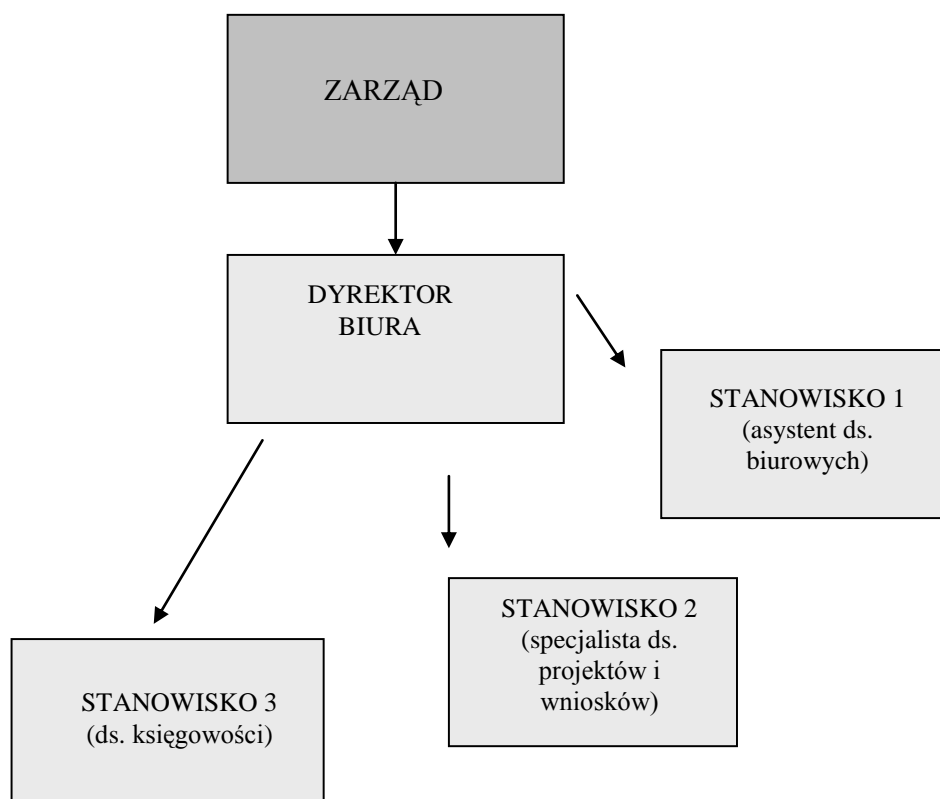 ZARZĄD
DYREKTOR
BIURA
STANOWISKO 1
(asystent ds.
biurowych)
STANOWISKO 2
(specjalista ds.
projektów i
wniosków)
STANOWISKO 3
(ds. księgowości)